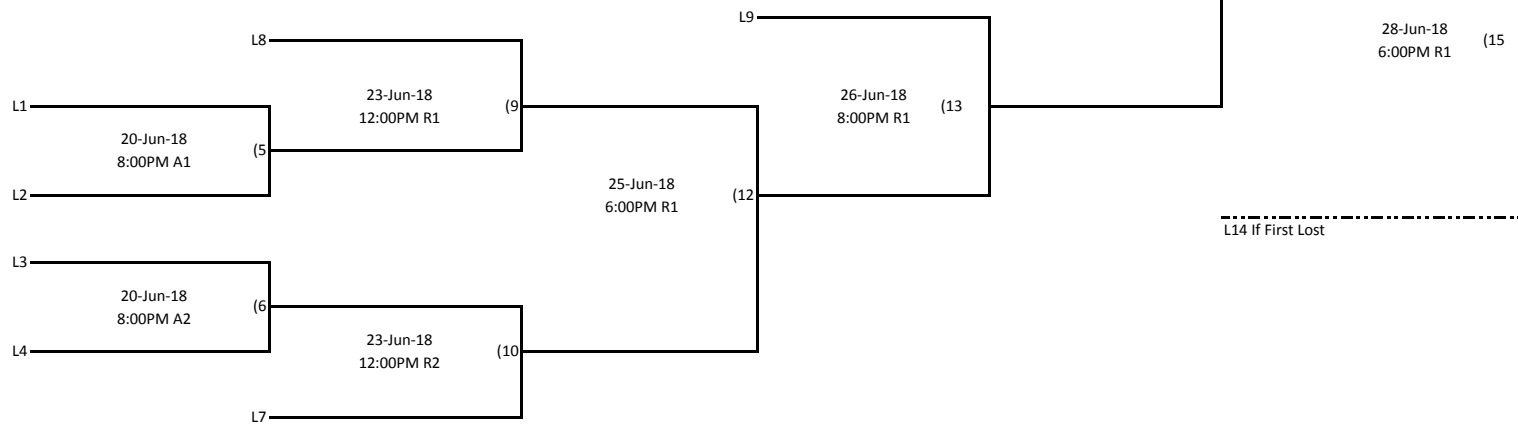 L9
28-Jun-18
6:00PM R1
(15
L8
23-Jun-18
12:00PM R1
(9
26-Jun-18
8:00PM R1
(13
L1
20-Jun-18
8:00PM A1
(5
L2
25-Jun-18
6:00PM R1
(12
L14 If First Lost
L3
20-Jun-18
8:00PM A2
(6
L4
23-Jun-18
12:00PM R2
(10
L7